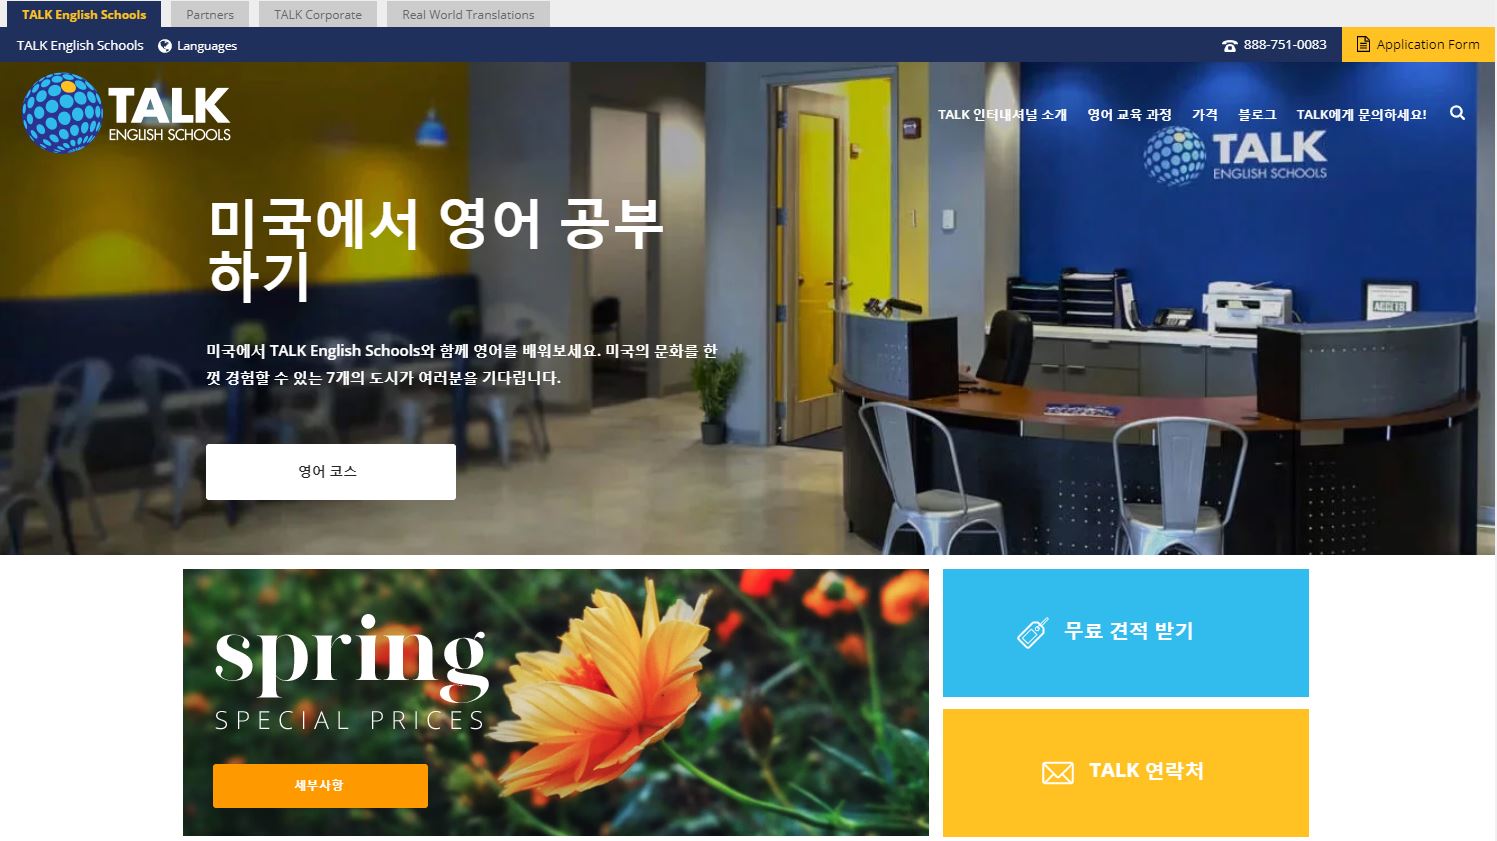 TALK English Schools
Partners
TALK Corporate
Real World Translations
TALK English Schools
Languages
888-751-0083
Application Form
TALK
ENGLISH SCHOOLS
TALK 인터내셔널 소개
영어 교육 과정
가격
블로그
TALK에게 문의하세요!
TALK
ENGLISH SCHOOLS
미국에서 영어 공부
하기
미국에서 TALK English Schools와 함께 영어를 배워보세요. 미국의 문화를 한
껏 경험할 수 있는 7개의 도시가 여러분을 기다립니다.
영어 코스
ACCESS
spring
SPECIAL PRICES
세부사항
무료 견적 받기
TALK 연락처